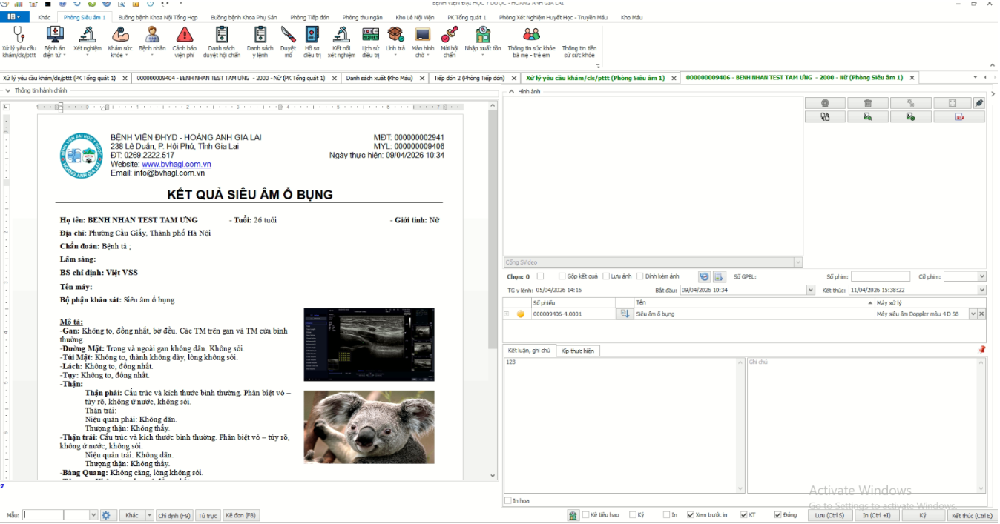 BỆNH VIỆN ĐẠI HỌC Y DƯỢC - HOÀNG ANH GIA LAI
Khác
Phòng Siêu âm 1
Buồng bệnh Khoa Nội Tổng Hợp
Buồng bệnh Khoa Phụ Sản
Phòng Tiếp đón
Phòng thu ngân
Kho Lẻ Nội Viện
PK Tổng quát 1
Phòng Xét Nghiệm Huyết Học - Truyền Máu
Kho Máu
Xử lý yêu cầu khám/cls/pttt
Bệnh án điện tử
Xét nghiệm
Khám sức khỏe
Bệnh nhân
Cảnh báo viện phí
Danh sách duyệt hội chẩn
Danh sách y lệnh
Duyệt mổ
Hồ sơ điều trị
Kết nối xét nghiệm
HISTORY
Lịch sử điều trị
Lĩnh trả
Màn hình chờ
Mời hội chẩn
Nhập xuất tồn
Thông tin sức khỏe bà mẹ - trẻ em
Thông tin tiền sử sức khỏe
Xử lý yêu cầu khám/cls/pttt (PK Tổng quát 1)
000000009404 - BENH NHAN TEST TAM UNG - 2000 - Nữ (PK Tổng quát 1)
Danh sách xuất (Kho Máu)
Tiếp đón 2 (Phòng Tiếp đón)
Xử lý yêu cầu khám/cls/pttt (Phòng Siêu âm 1)
000000009406 - BENH NHAN TEST TAM UNG - 2000 - Nữ (Phòng Siêu âm 1)
Thông tin hành chính
BỆNH VIỆN ĐHYD - HOÀNG ANH GIA LAI
238 Lê Duẩn, P. Hội Phú, Tỉnh Gia Lai
ĐT: 0269.2222.517
Website: www.bvhagl.com.vn
Email: info@bvhagl.com.vn
MĐT: 000000002941
MYL: 000000009406
Ngày thực hiện: 09/04/2026 10:34
KẾT QUẢ SIÊU ÂM Ổ BỤNG
Họ tên: BENH NHAN TEST TAM UNG - Tuổi: 26 tuổi - Giới tính: Nữ
Địa chỉ: Phường Cầu Giấy, Thành phố Hà Nội
Chẩn đoán: Bệnh tả ;
Lâm sàng:
BS chỉ định: Việt VSS
Tên máy:
Bộ phận khảo sát: Siêu âm ổ bụng
Mô tả:
-Gan: Không to, đồng nhất, bờ đều. Các TM trên gan và TM cửa bình
thường.
-Đường Mật: Trong và ngoài gan không dãn. Không sỏi.
-Túi Mật: Không to, thành không dày, lòng không sỏi.
-Lách: Không to, đồng nhất.
-Tụy: Không to, đồng nhất.
-Thận:
Thận phải: Cấu trúc và kích thước bình thường. Phân biệt vỏ –
tủy rõ, không ứ nước, không sỏi.
Thận trái:
Niệu quản phải: Không dãn.
Thượng thận: Không thấy.
-Thận trái: Cấu trúc và kích thước bình thường. Phân biệt vỏ – tủy rõ,
không ứ nước, không sỏi.
Niệu quản trái: Không dãn.
Thượng thận: Không thấy.
-Bàng Quang: Không căng, lòng không sỏi.
Mẫu:
Khác
Chỉ định (F9)
Tủ trực
Kê đơn (F8)
Hình ảnh
PDF
Cổng SVideo
Chọn: 0
Gộp kết quả
Lưu ảnh
Đính kèm ảnh
Số GPBL:
Số phim:
Cỡ phim:
TG y lệnh: 05/04/2026 14:16
Bắt đầu: 09/04/2026 10:34
Kết thúc: 11/04/2026 15:38:22
Số phiếu
Tên
Máy xử lý
000009406-4.0001
Siêu âm ổ bụng
Máy siêu âm Doppler màu 4D S8
Kết luận, ghi chú
Kíp thực hiện
123
Ghi chú
In hoa
Activate Windows
Go to Settings to activate Windows.
Kê tiêu hao
Ký
In
Xem trước in
KT
Đóng
Lưu (Ctrl S)
In (Ctrl +I)
Ký
Kết thúc (Ctrl E)